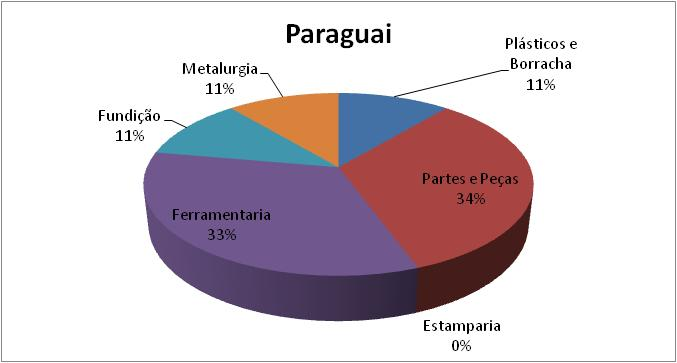 Paraguai
Plásticos e
Borracha
11%
Metalurgia
11%
Fundição
11%
Partes e Peças
34%
Ferramentaria
33%
Estamparia
0%